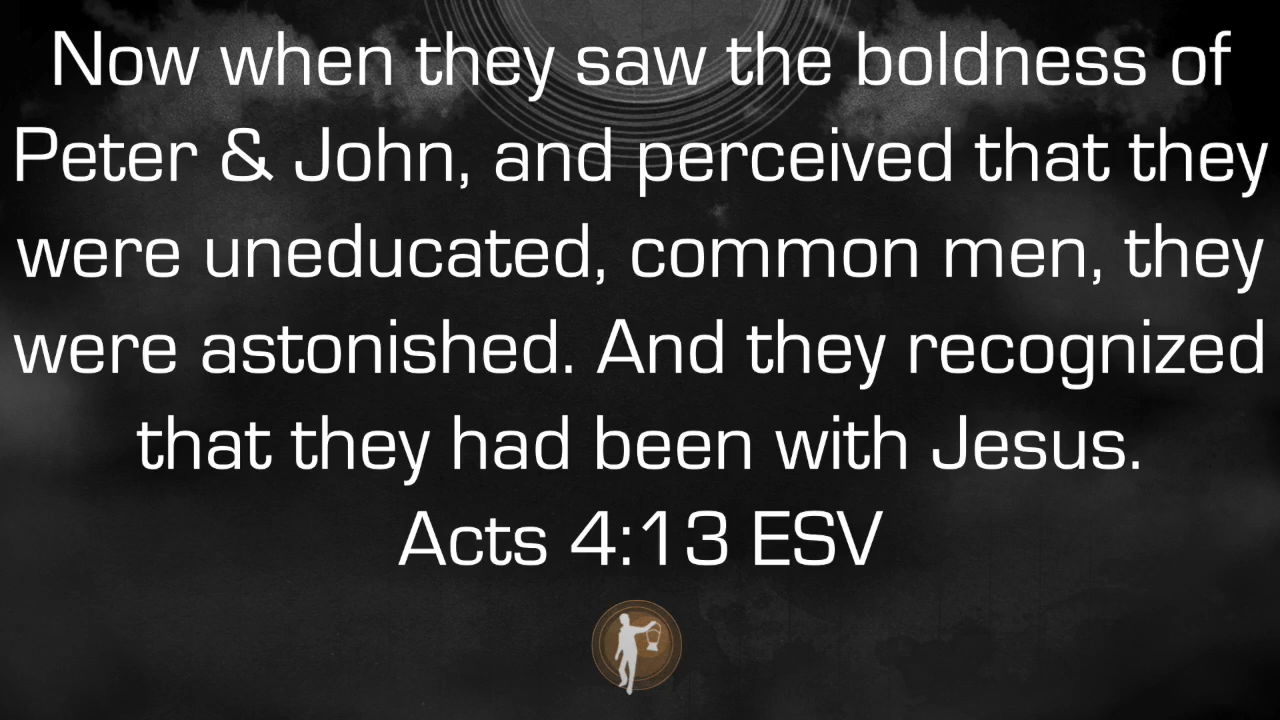 Now when they saw the boldness of
Peter & John, and perceived that they
were uneducated, common men, they
were astonished. And they recognized
that they had been with Jesus.
Acts 4:13 ESV